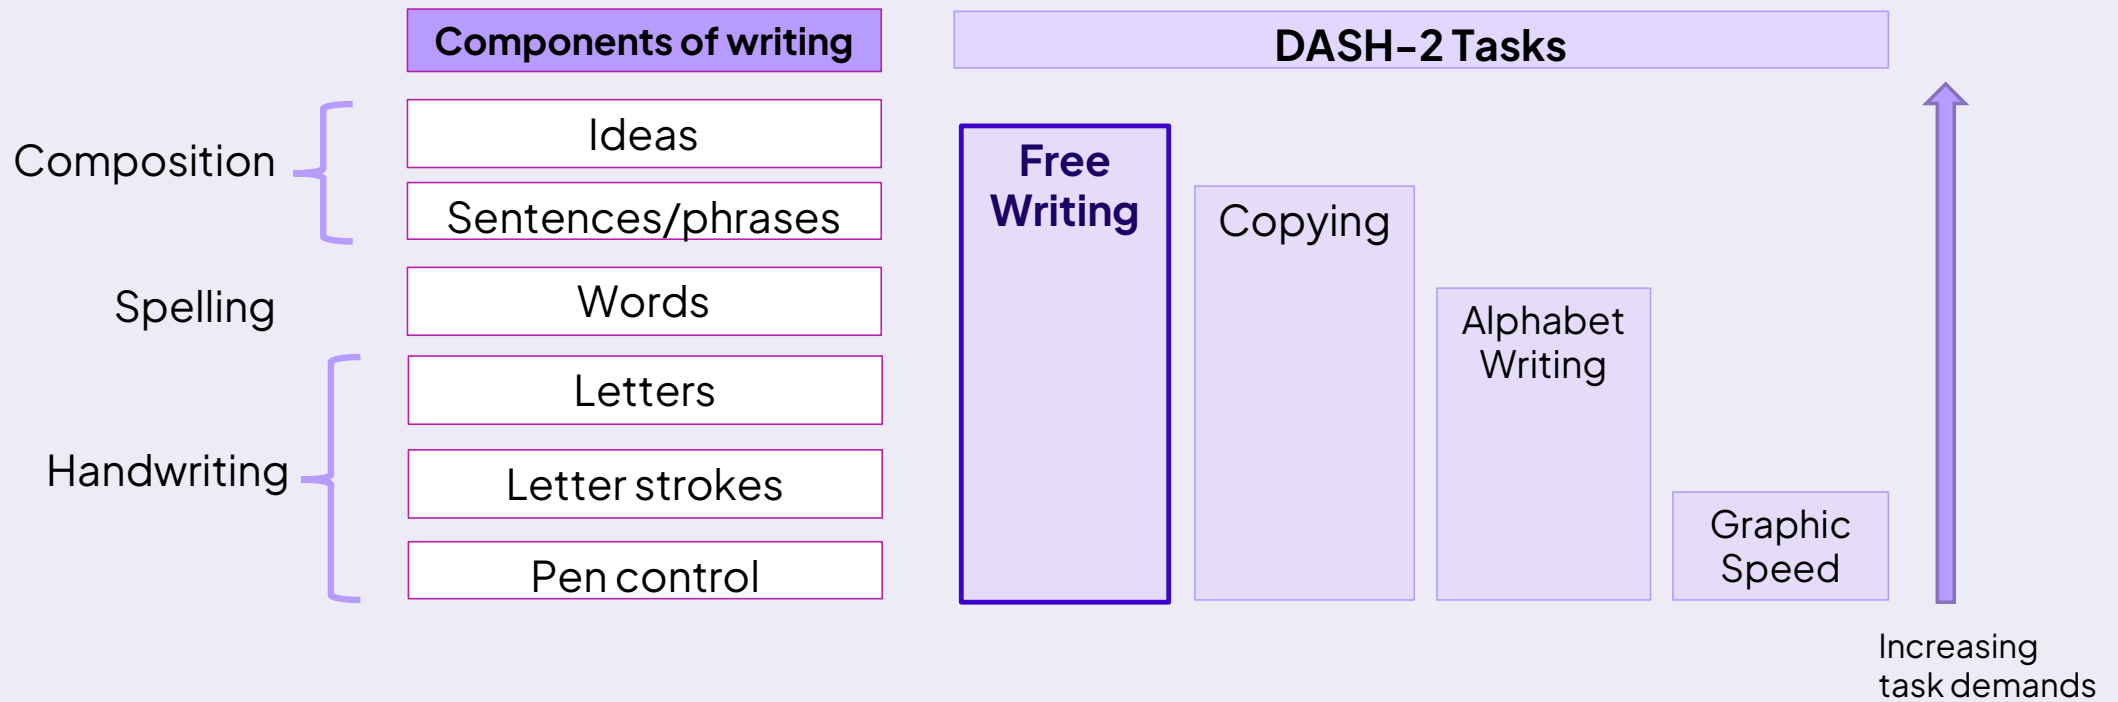 Components of writing
DASH-2 Tasks
Composition
Ideas
Sentences/phrases
Spelling
Words
Handwriting
Letters
Letter strokes
Pen control
Free
Writing
Copying
Alphabet
Writing
Graphic
Speed
Increasing
task demands